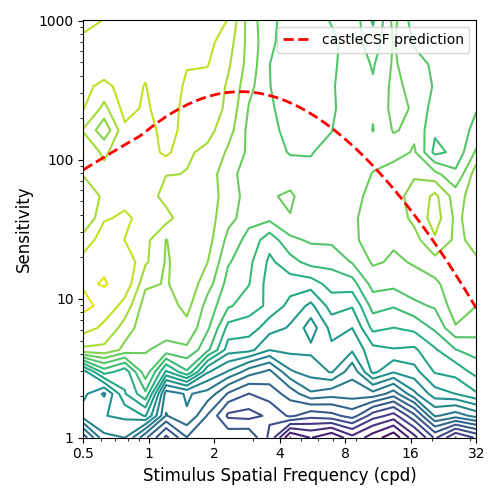 1000
castleCSF prediction
100
Sensitivity
10
1
0.5 1 2 4 8 16 32
Stimulus Spatial Frequency (cpd)